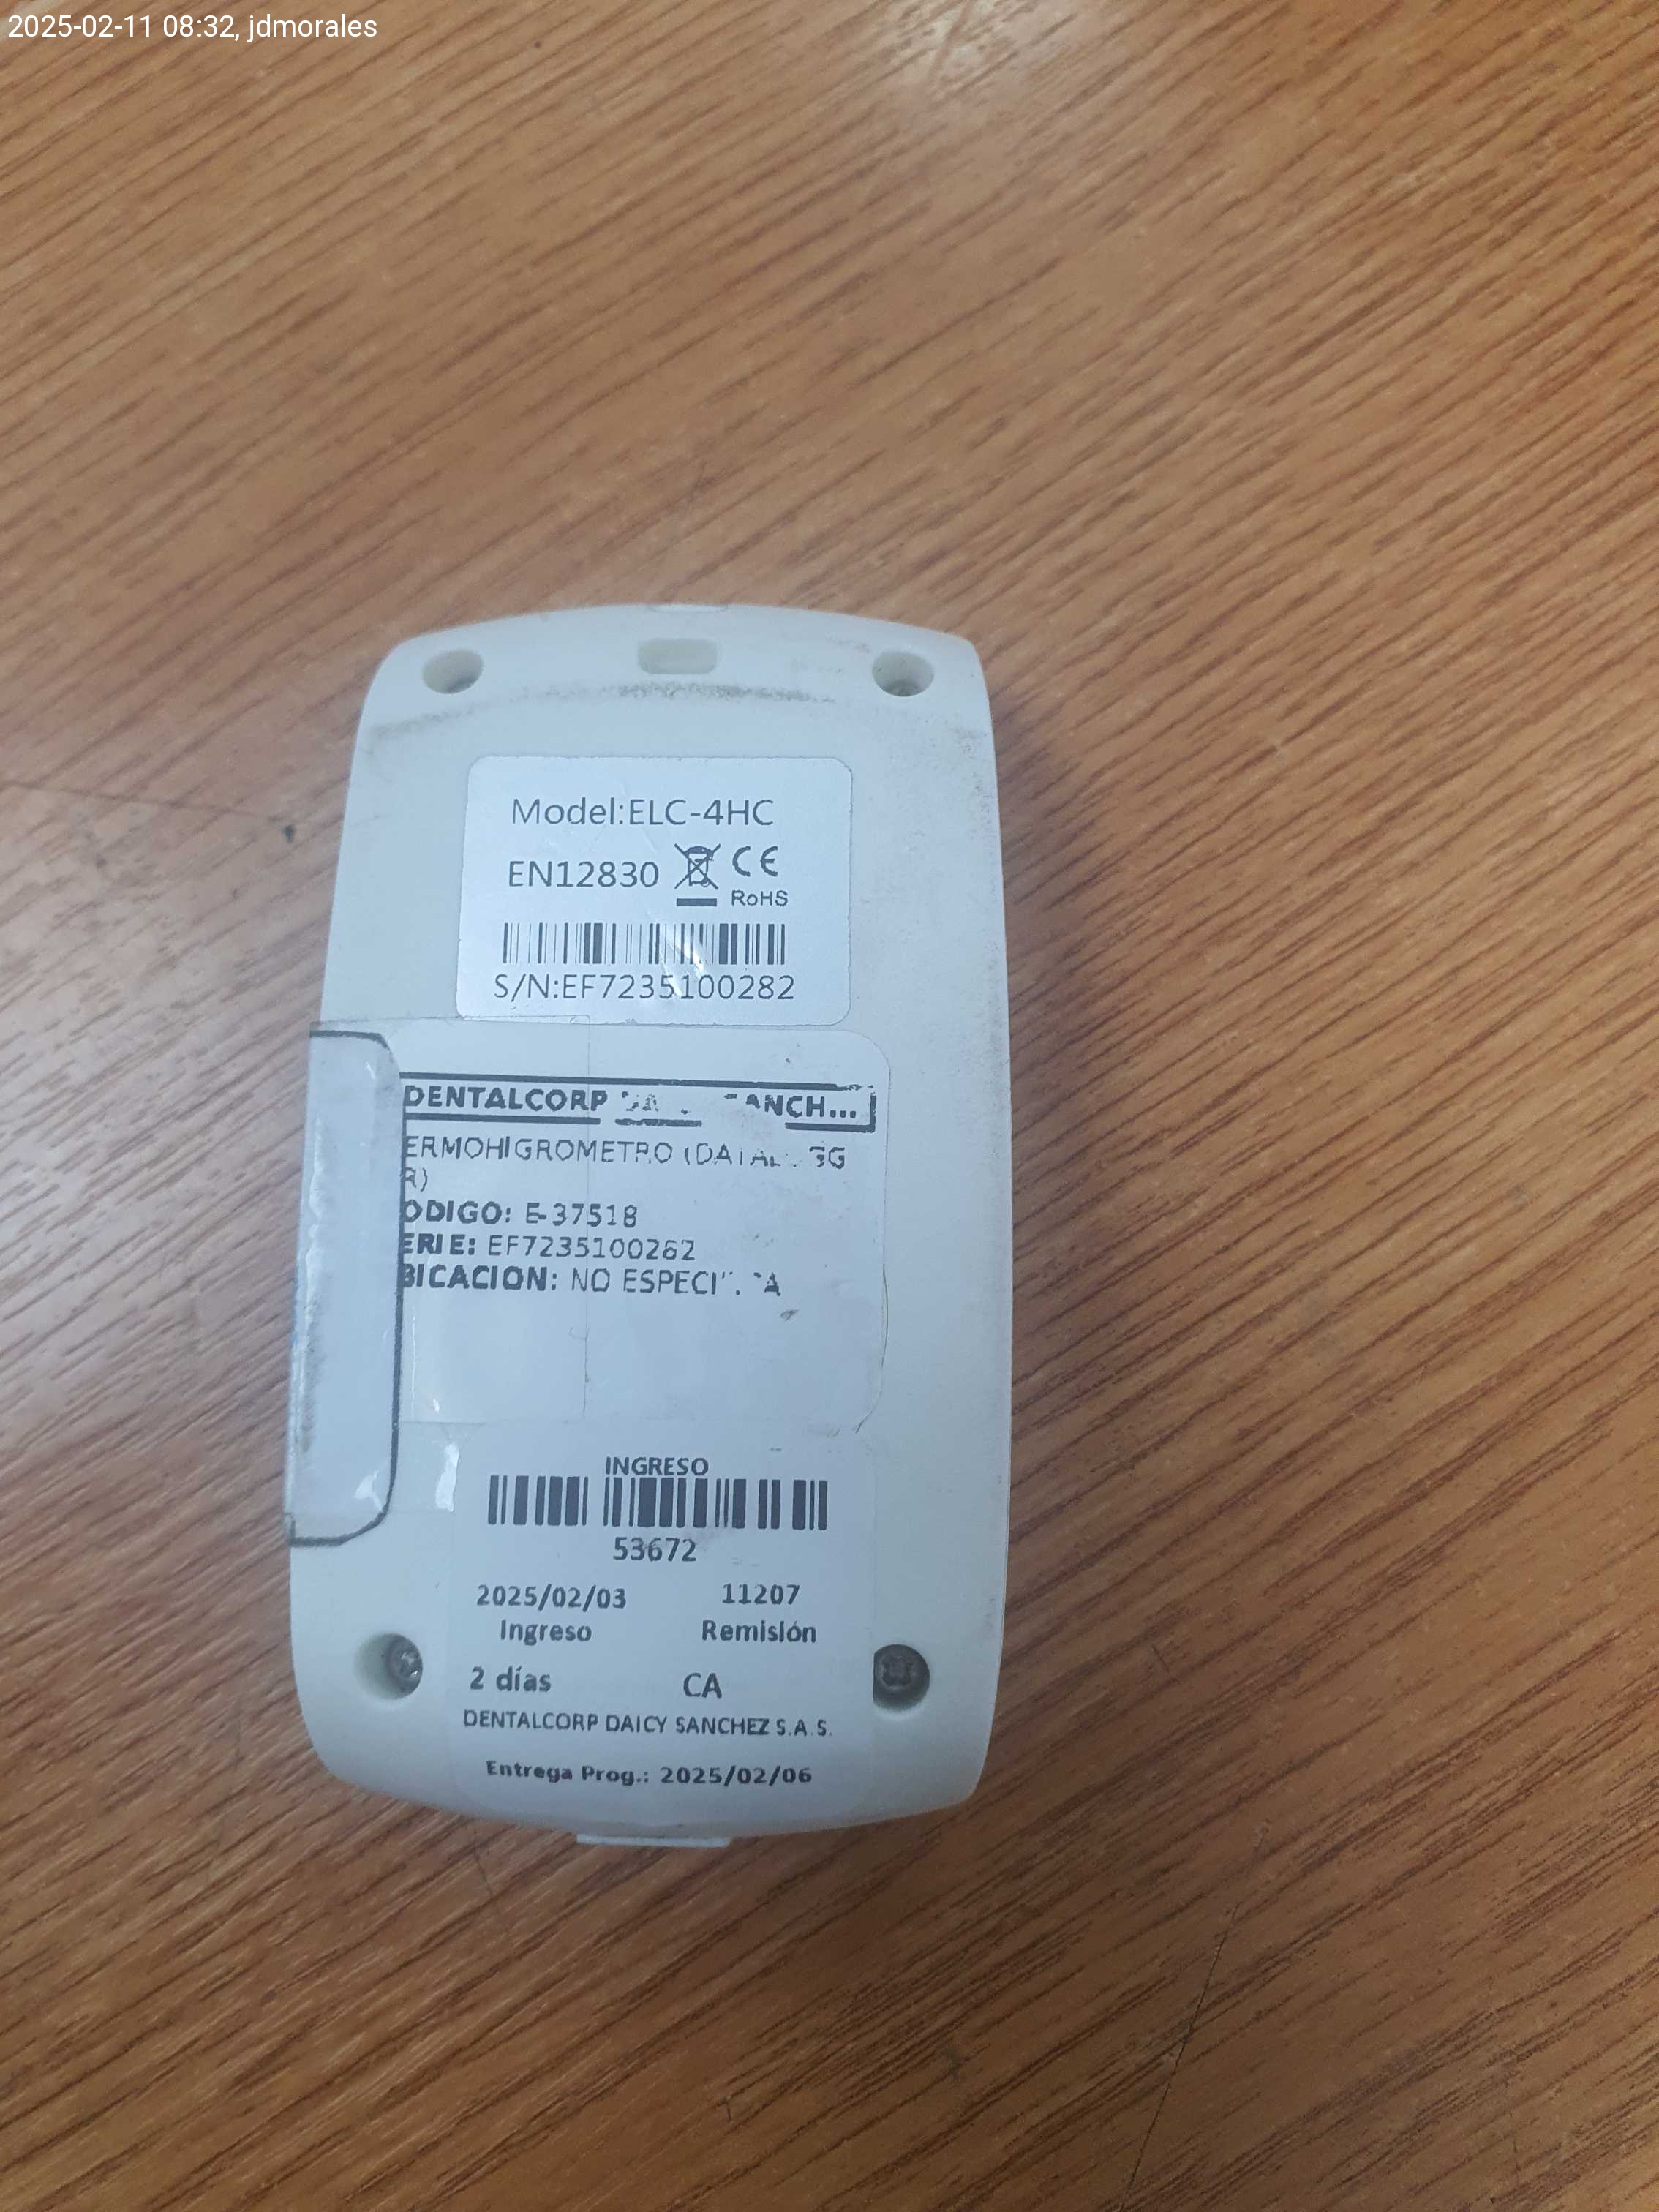 2025-02-11 08:32, jdmorales
Model:ELC-4HC
EN12830 CE
RoHS
S/N:EF7235100282
DENTALCORP
ERMOHIGROMETRO
R)
ODIGO: E-37518
ERIE: EF7235100282
BICACION: NO
INGRESO
53672
2025/02/03 11207
Ingreso Remisión
2 días CA
DENTALCORP DAICY SANCHEZ S.A.S.
Entrega Prog.: 2025/02/06